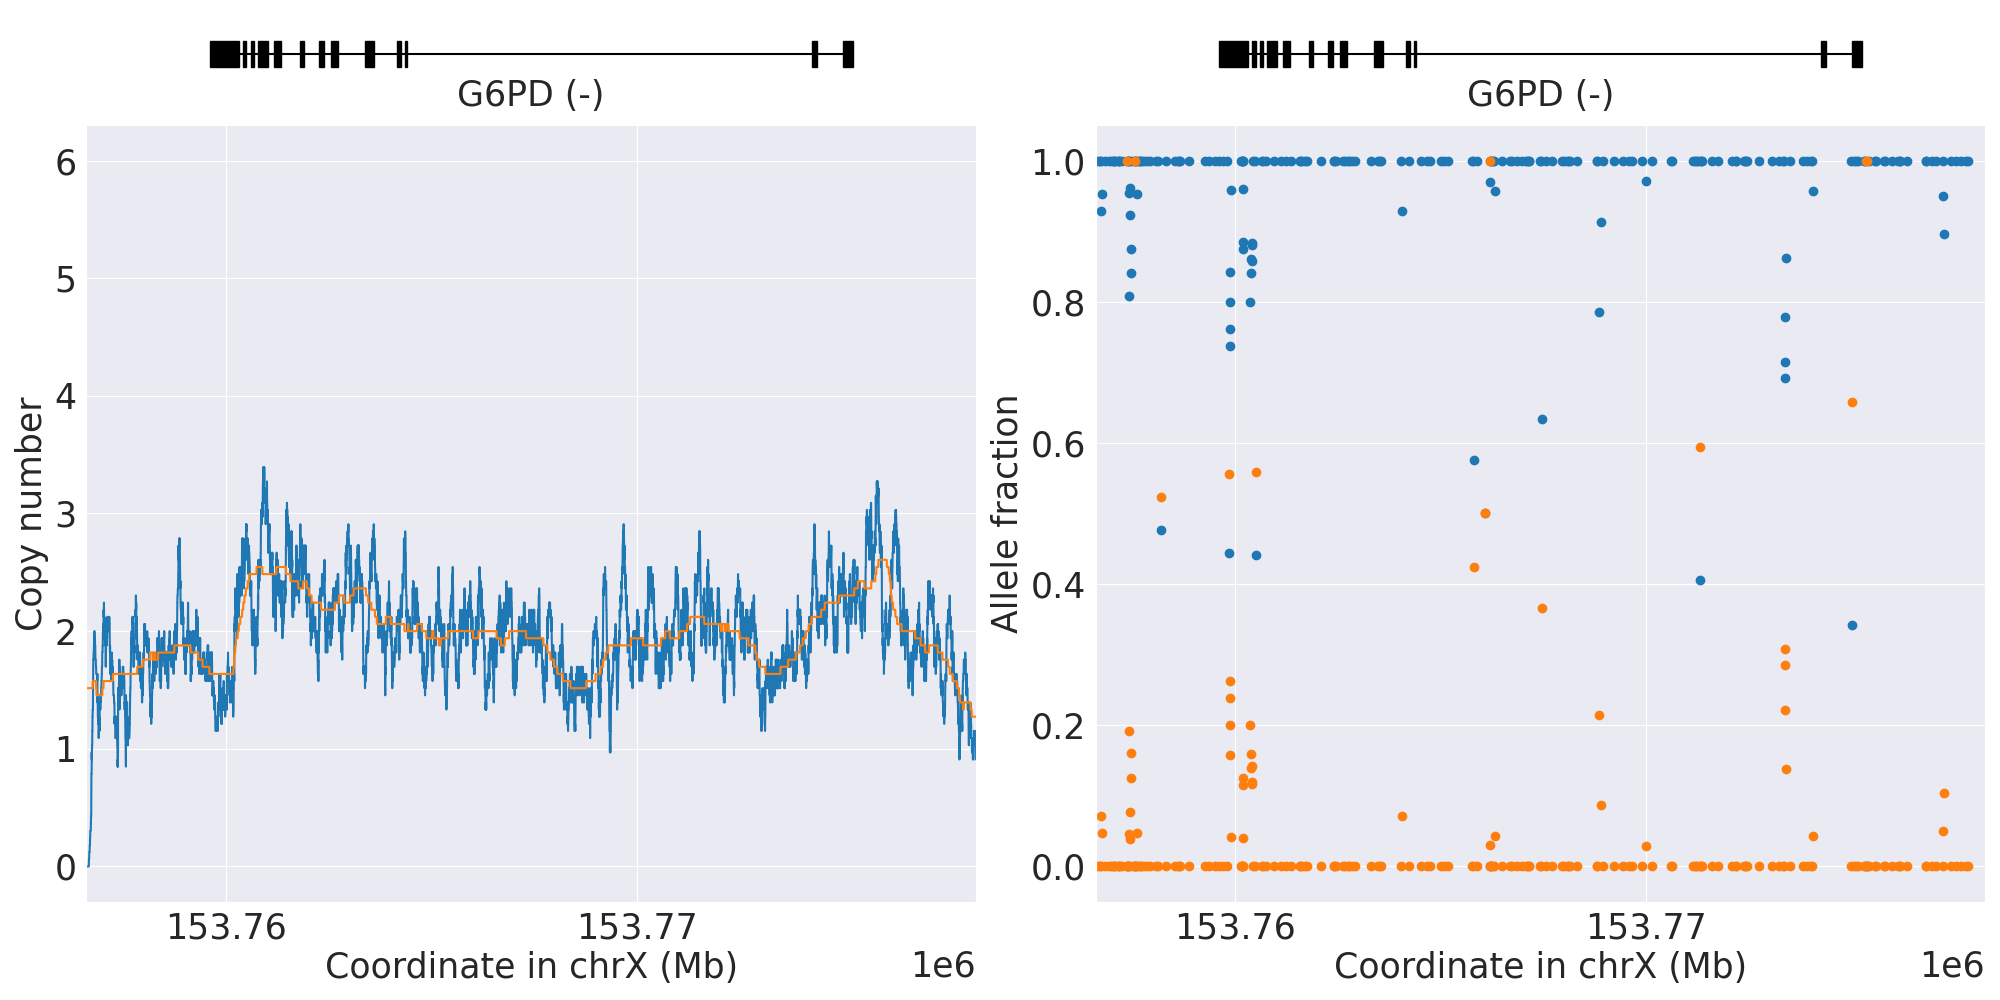 G6PD (-)
6
5
4
3
2
1
0
Copy number
153.76
153.77
Coordinate in chrX (Mb)
1e6
G6PD (-)
1.0
0.8
0.6
0.4
0.2
0.0
Allele fraction
153.76
153.77
Coordinate in chrX (Mb)
1e6